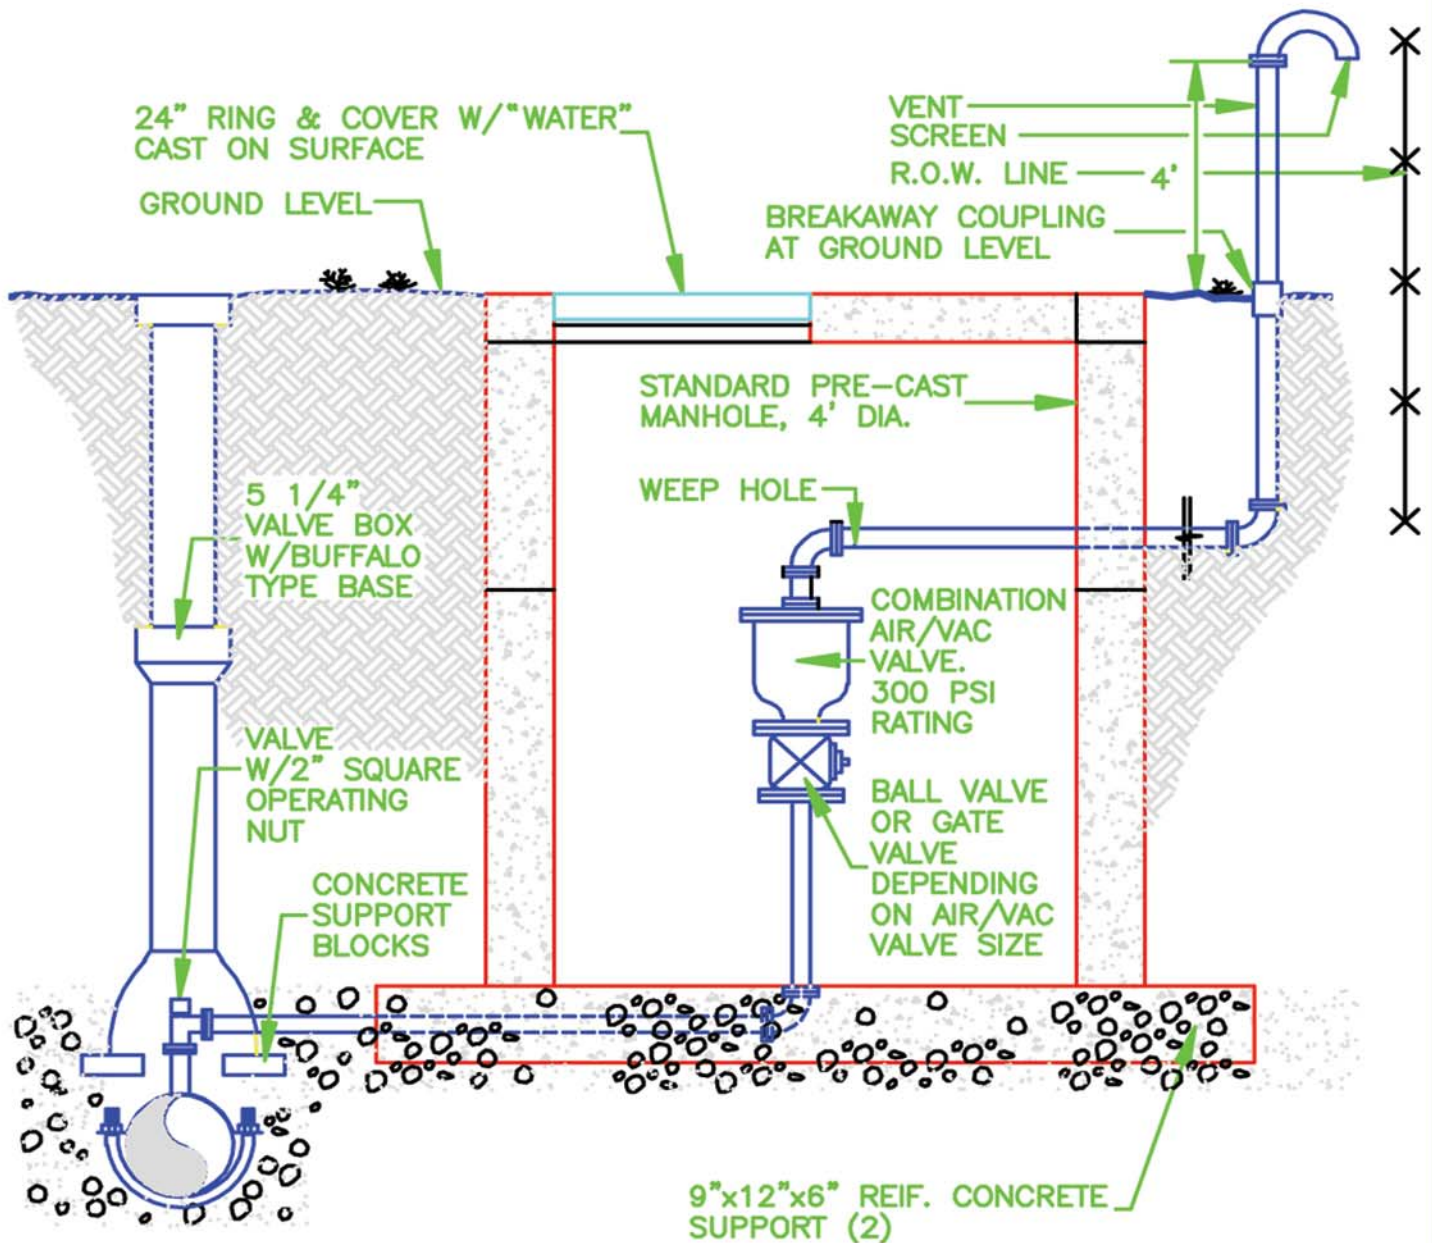 24" RING & COVER W/"WATER"
CAST ON SURFACE
GROUND LEVEL
VENT
SCREEN
R.O.W. LINE
4'
BREAKAWAY COUPLING
AT GROUND LEVEL
STANDARD PRE-CAST
MANHOLE, 4' DIA.
WEEP HOLE
5 1/4"
VALVE BOX
W/BUFFALO
TYPE BASE
COMBINATION
AIR/VAC
VALVE.
300 PSI
RATING
VALVE
W/2" SQUARE
OPERATING
NUT
BALL VALVE
OR GATE
VALVE
DEPENDING
ON AIR/VAC
VALVE SIZE
CONCRETE
SUPPORT
BLOCKS
9"x12"x6" REIF. CONCRETE
SUPPORT (2)